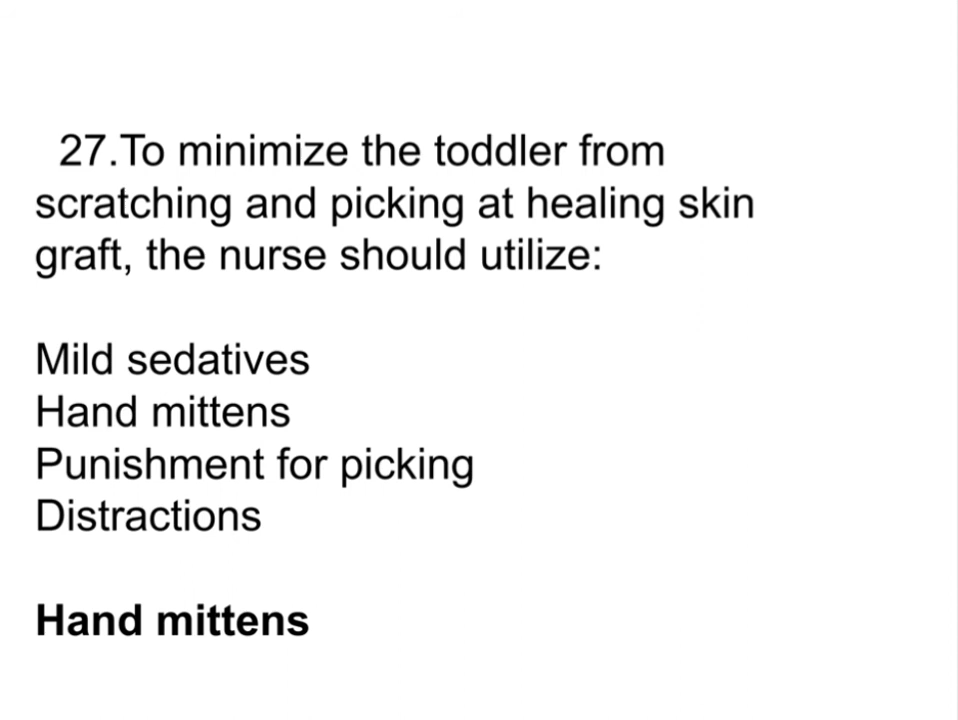 27.To minimize the toddler from
scratching and picking at healing skin
graft, the nurse should utilize:
Mild sedatives
Hand mittens
Punishment for picking
Distractions
Hand mittens